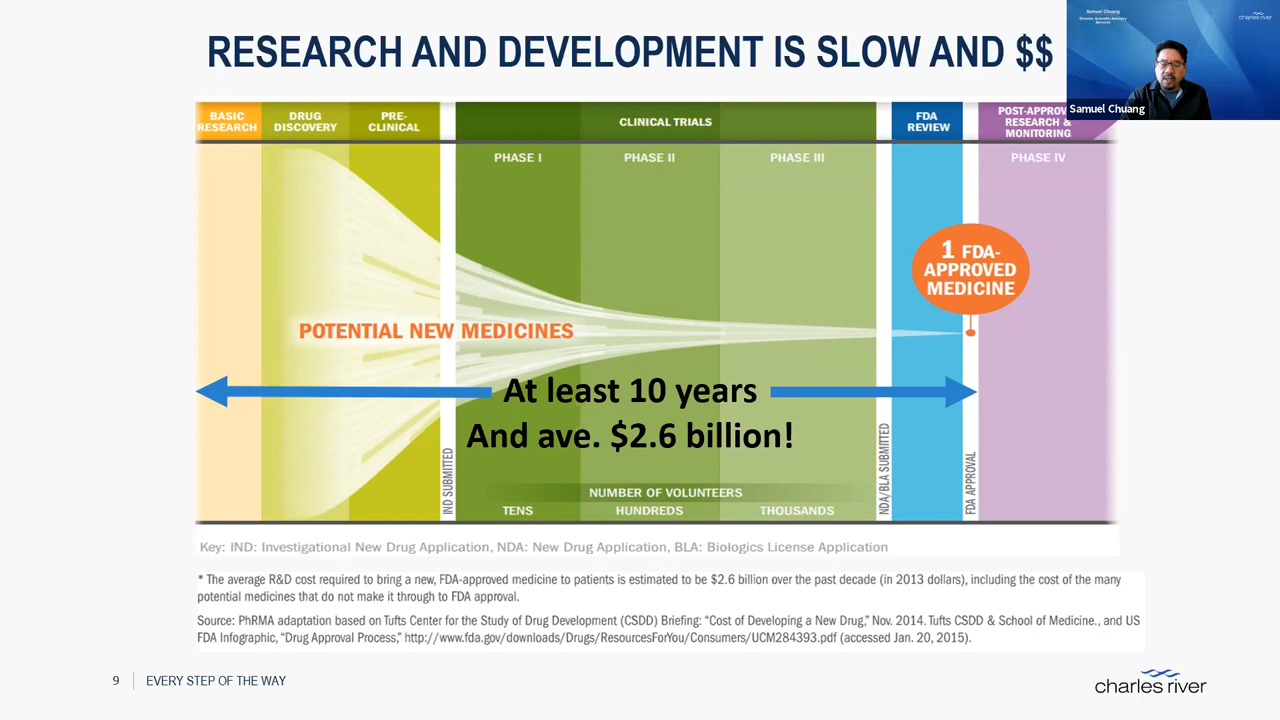 RESEARCH AND DEVELOPMENT IS SLOW AND $$
Samuel Chuang
Director, Scientific Advisory
Services
charles river
Samuel Chuang
BASIC
RESEARCH
DRUG
DISCOVERY
PRE-
CLINICAL
CLINICAL TRIALS
FDA
REVIEW
POST-APPROV
RESEARCH &
MONITORING
PHASE I
PHASE II
PHASE III
PHASE IV
1 FDA-
APPROVED
MEDICINE
POTENTIAL NEW MEDICINES
At least 10 years
And ave. $2.6 billion!
IND SUBMITTED
NDA/BLA SUBMITTED
FDA APPROVAL
NUMBER OF VOLUNTEERS
TENS
HUNDREDS
THOUSANDS
Key: IND: Investigational New Drug Application, NDA: New Drug Application, BLA: Biologics License Application
* The average R&D cost required to bring a new, FDA-approved medicine to patients is estimated to be $2.6 billion over the past decade (in 2013 dollars), including the cost of the many
potential medicines that do not make it through to FDA approval.
Source: PhRMA adaptation based on Tufts Center for the Study of Drug Development (CSDD) Briefing: “Cost of Developing a New Drug,” Nov. 2014. Tufts CSDD & School of Medicine., and US
FDA Infographic, “Drug Approval Process,” http://www.fda.gov/downloads/Drugs/ResourcesForYou/Consumers/UCM284393.pdf (accessed Jan. 20, 2015).
9
EVERY STEP OF THE WAY
charles river